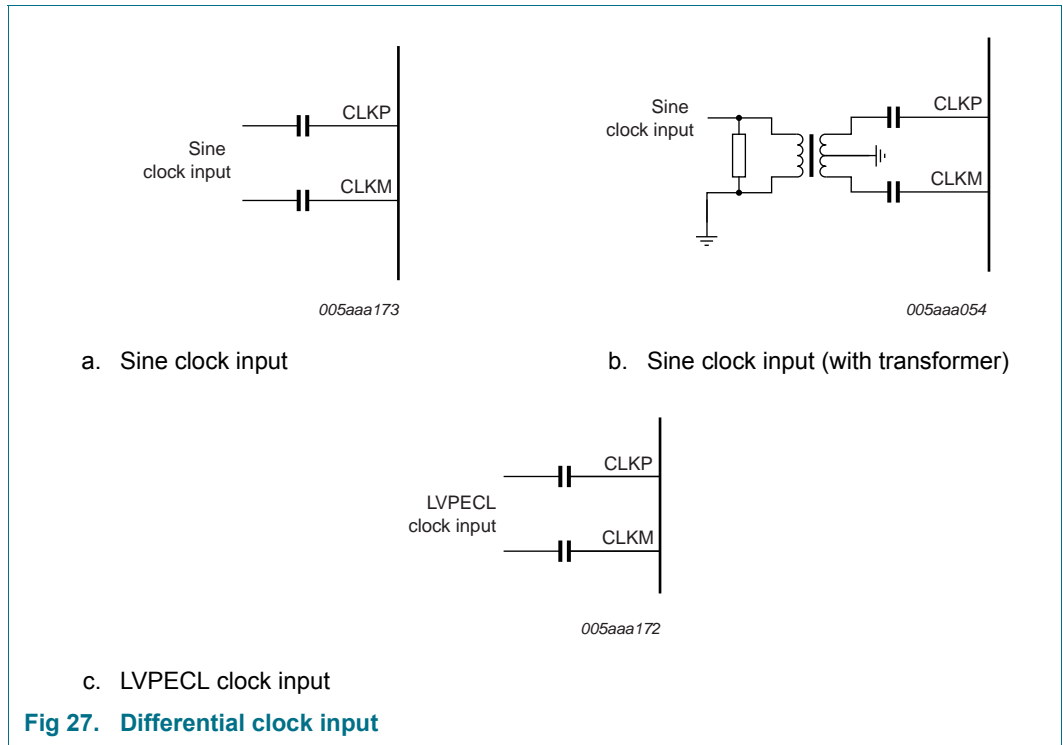 CLKP
Sine
clock input
CLKM
005aaa173
a. Sine clock input
Sine
clock input
CLKP
CLKM
005aaa054
b. Sine clock input (with transformer)
CLKP
LVPECL
clock input
CLKM
005aaa172
c. LVPECL clock input
Fig 27. Differential clock input